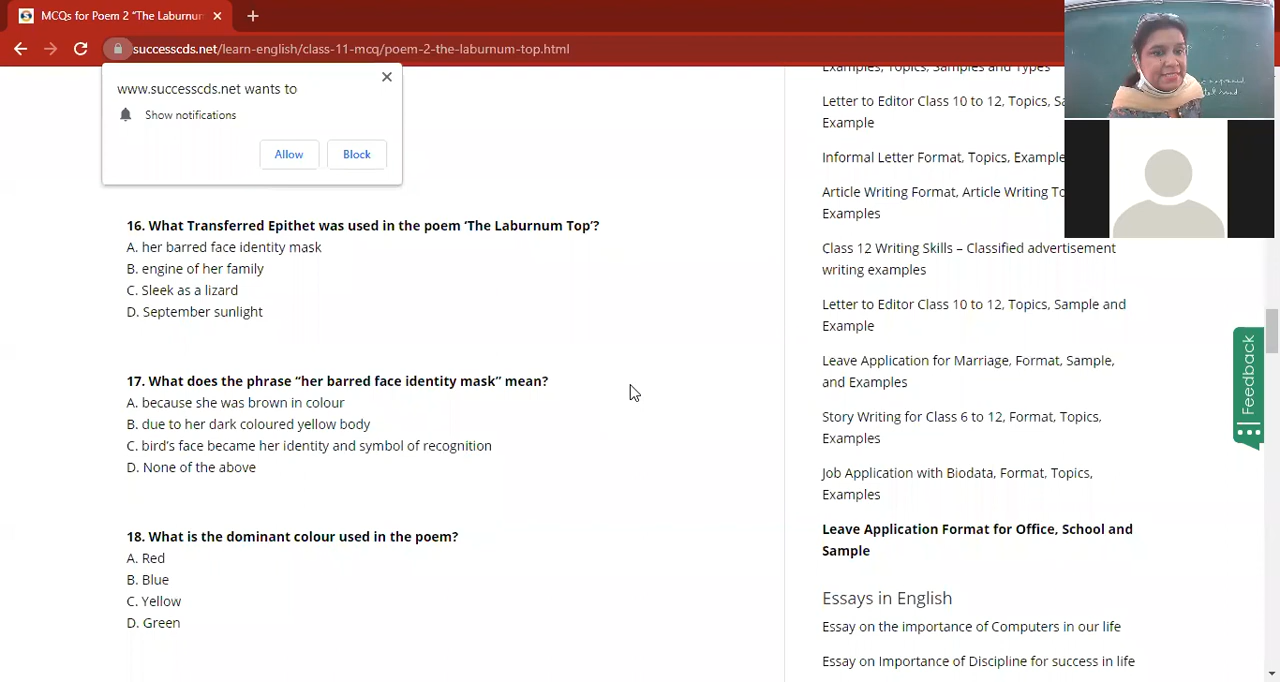 MCQs for Poem 2 “The Laburnum
successcds.net/learn-english/class-11-mcq/poem-2-the-laburnum-top.html
www.successcds.net wants to
Show notifications
Allow
Block
16. What Transferred Epithet was used in the poem ‘The Laburnum Top’?
A. her barred face identity mask
B. engine of her family
C. Sleek as a lizard
D. September sunlight
17. What does the phrase “her barred face identity mask” mean?
A. because she was brown in colour
B. due to her dark coloured yellow body
C. bird’s face became her identity and symbol of recognition
D. None of the above
18. What is the dominant colour used in the poem?
A. Red
B. Blue
C. Yellow
D. Green
Examples, Topics, Samples and Types
Letter to Editor Class 10 to 12, Topics, Sa
Example
Informal Letter Format, Topics, Example
Article Writing Format, Article Writing To
Examples
Class 12 Writing Skills – Classified advertisement
writing examples
Letter to Editor Class 10 to 12, Topics, Sample and
Example
Leave Application for Marriage, Format, Sample,
and Examples
Story Writing for Class 6 to 12, Format, Topics,
Examples
Job Application with Biodata, Format, Topics,
Examples
Leave Application Format for Office, School and
Sample
Essays in English
Essay on the importance of Computers in our life
Essay on Importance of Discipline for success in life
Feedback